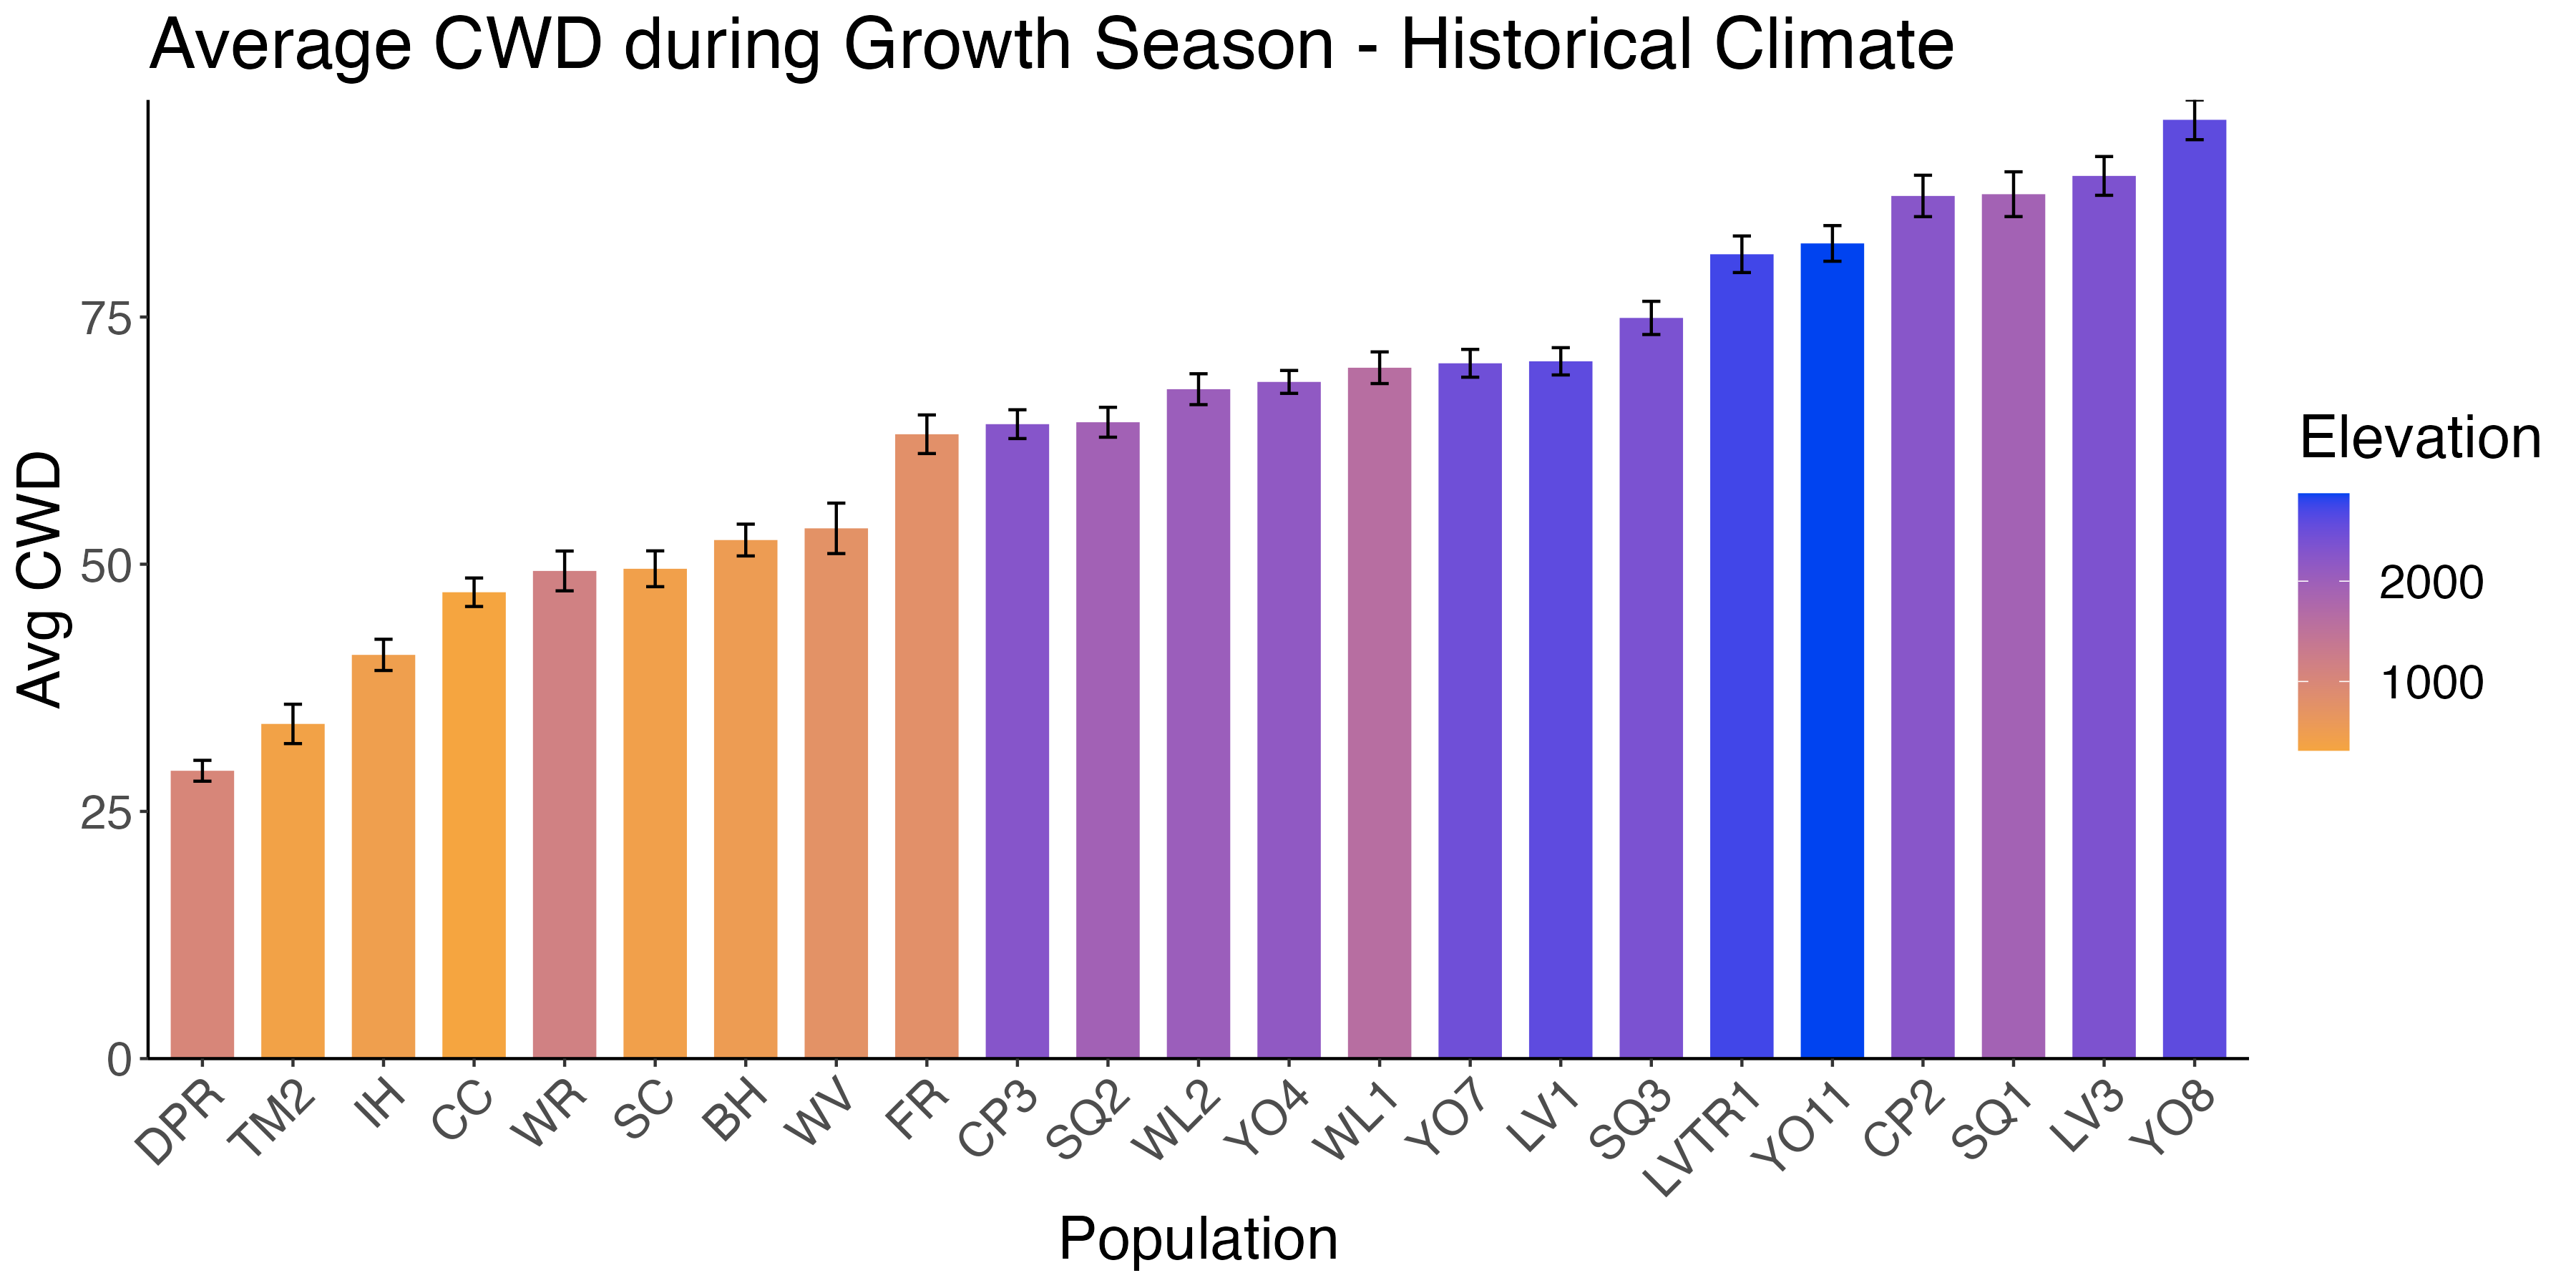 Average CWD during Growth Season - Historical Climate
Avg CWD
75
50
25
0
DPR
TM2
IH
CC
WR
SC
BH
WV
FR
CP3
SQ2
WL2
YO4
WL1
YO7
LV1
SQ3
LVTR1
YO11
CP2
SQ1
LV3
YO8
Population
Elevation
2000
1000